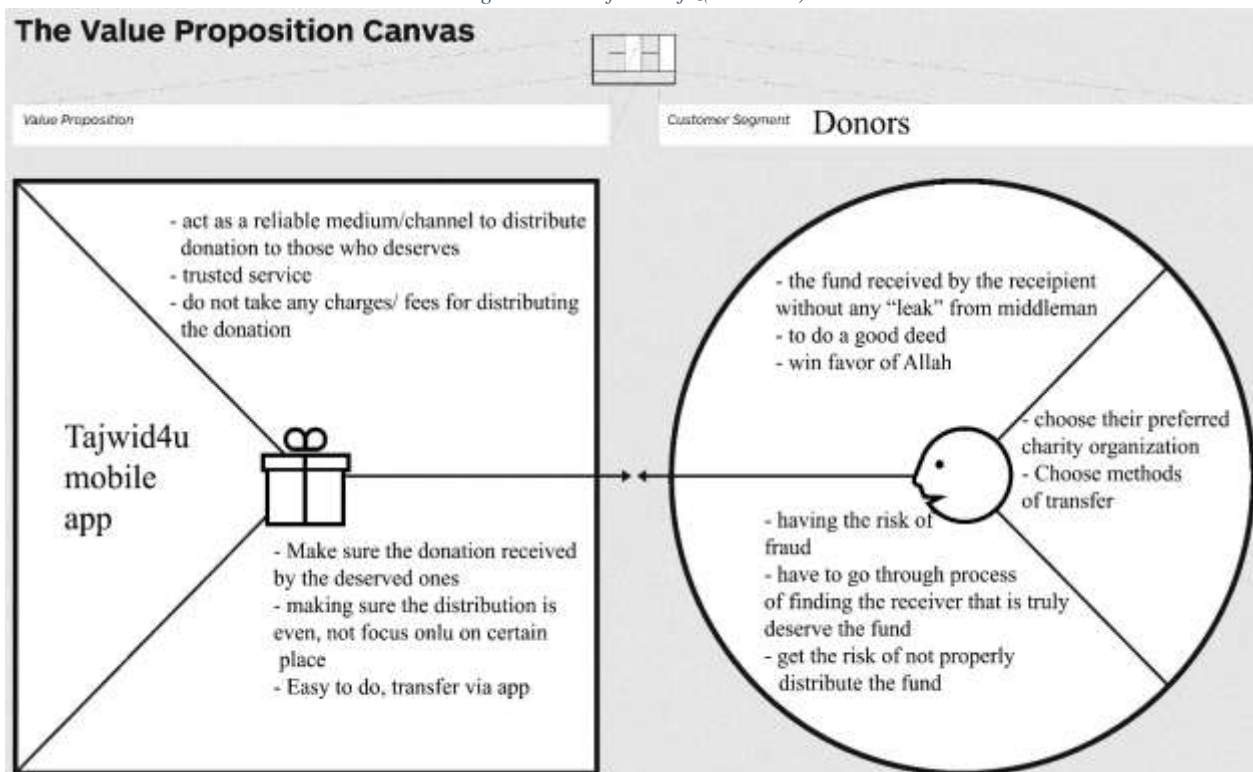 The Value Proposition Canvas
Value Proposition
Customer Segment Donors
- act as a reliable medium/channel to distribute
donation to those who deserves
- trusted service
- do not take any charges/ fees for distributing
the donation
Tajwid4u
mobile
app
- Make sure the donation received
by the deserved ones
- making sure the distribution is
even, not focus onlu on certain
place
- Easy to do, transfer via app
- the fund received by the receipient
without any “leak” from middleman
- to do a good deed
- win favor of Allah
- choose their preferred
charity organization
- Choose methods
of transfer
- having the risk of
fraud
- have to go through process
of finding the receiver that is truly
deserve the fund
- get the risk of not properly
distribute the fund